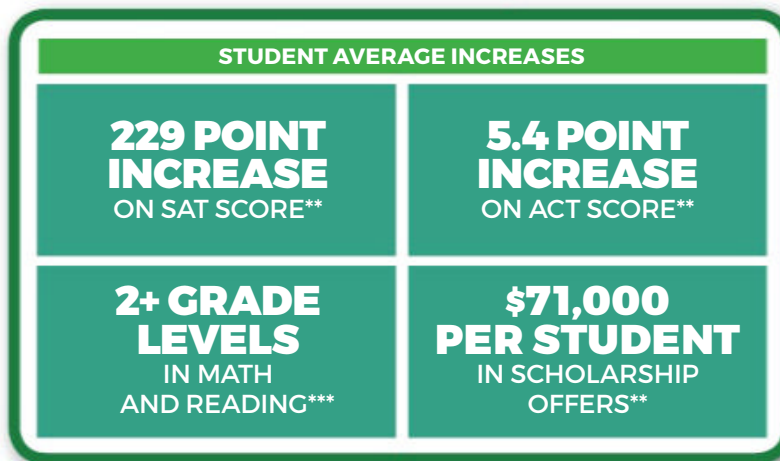 STUDENT AVERAGE INCREASES
229 POINT
INCREASE
ON SAT SCORE**
5.4 POINT
INCREASE
ON ACT SCORE**
2+ GRADE
LEVELS
IN MATH
AND READING***
$71,000
PER STUDENT
IN SCHOLARSHIP
OFFERS**